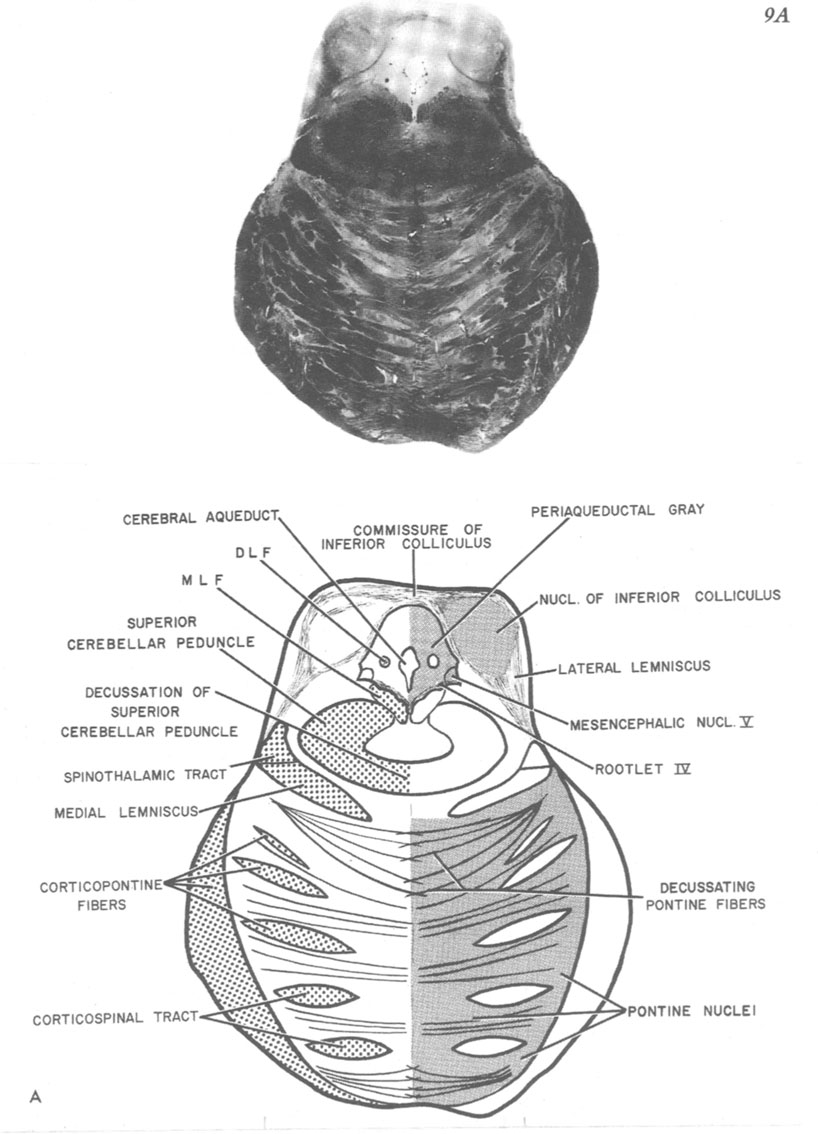 9A
CEREBRAL AQUEDUCT
COMMISSURE OF
INFERIOR COLLICULUS
PERIAQUEDUCTAL GRAY
DLF
MLF
NUCL. OF INFERIOR COLLICULUS
SUPERIOR
CEREBELLAR PEDUNCLE
LATERAL LEMNISCUS
DECUSSATION OF
SUPERIOR
CEREBELLAR PEDUNCLE
MESENCEPHALIC NUCL. V
SPINOTHALAMIC TRACT
ROOTLET IV
MEDIAL LEMNISCUS
CORTICOPONTINE
FIBERS
DECUSSATING
PONTINE FIBERS
CORTICOSPINAL TRACT
PONTINE NUCLEI
A